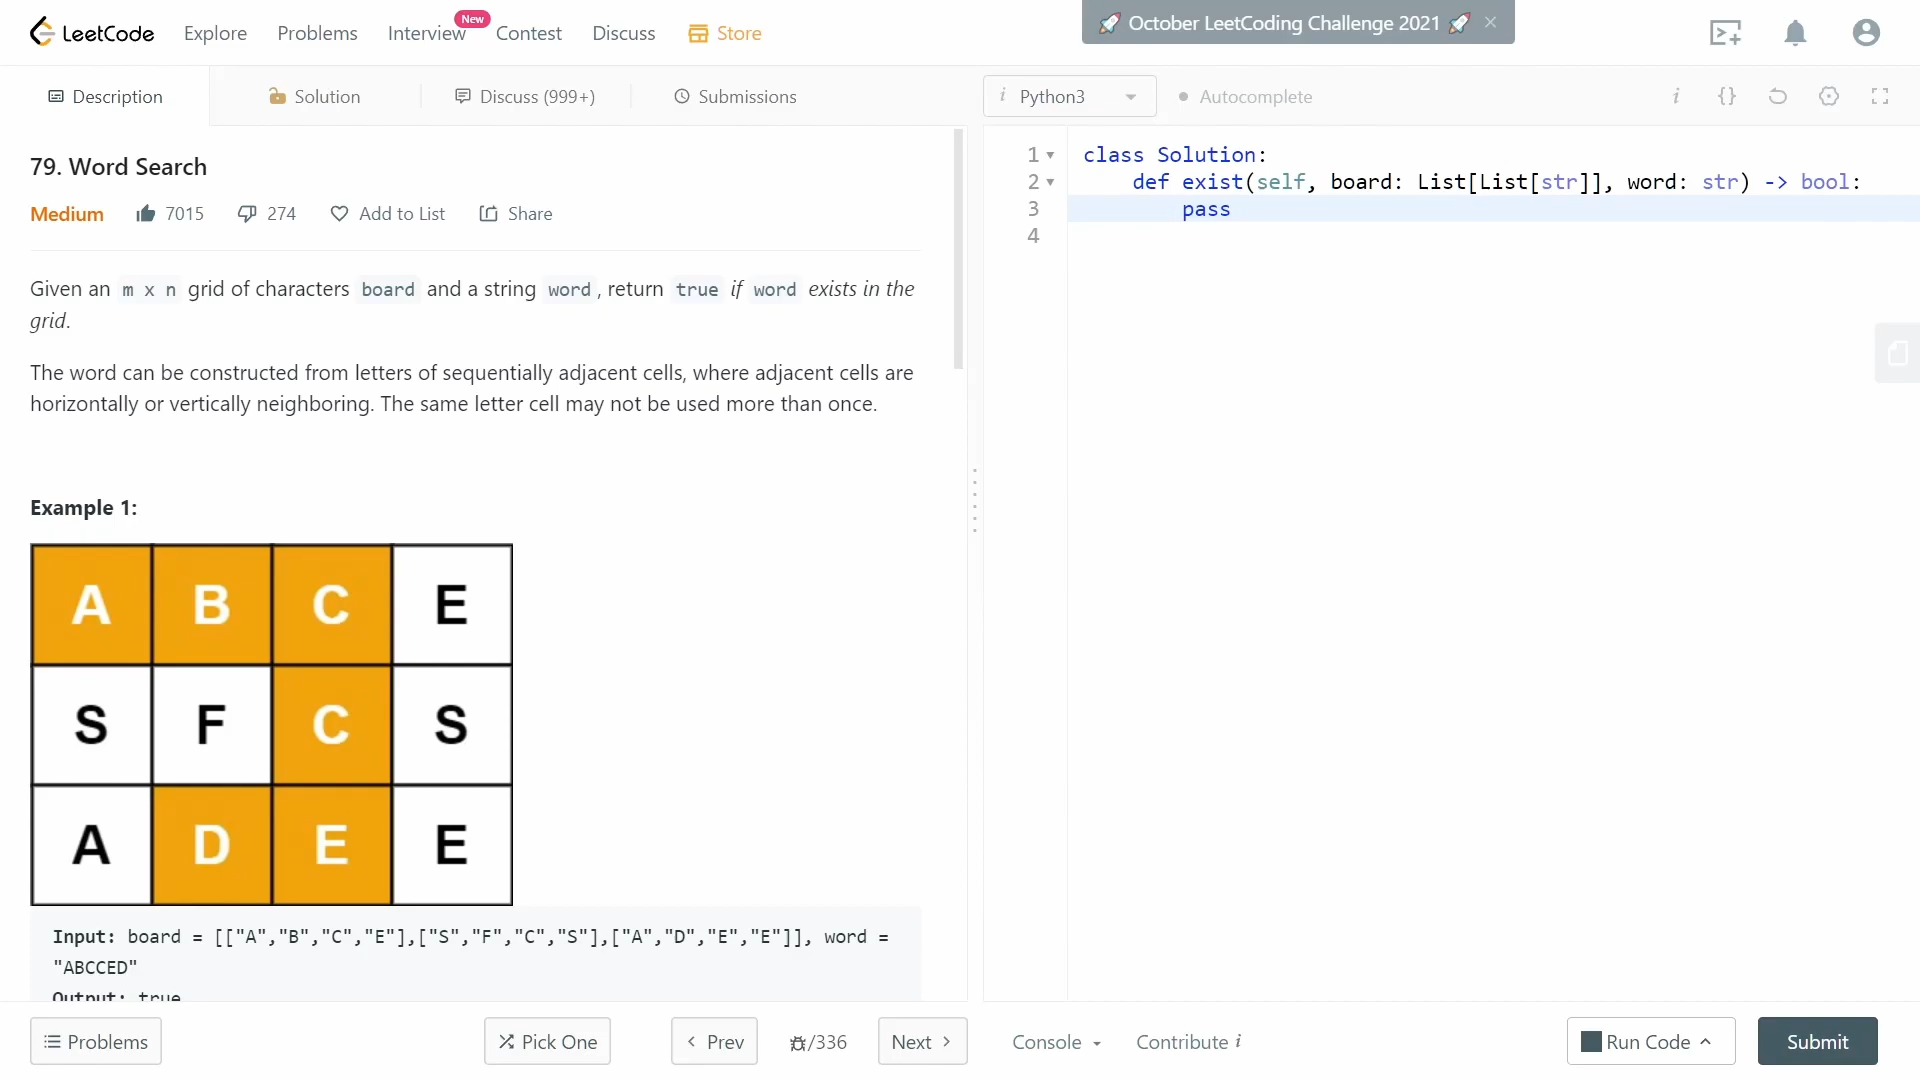 LeetCode Explore Problems Interview New Contest Discuss Store
🚀 October LeetCoding Challenge 2021 🚀 ×
Description Solution Discuss (999+) Submissions
i Python3 Autocomplete i {}
79. Word Search
Medium 7015 274 Add to List Share
Given an m x n grid of characters board and a string word, return true if word exists in the
grid.
The word can be constructed from letters of sequentially adjacent cells, where adjacent cells are
horizontally or vertically neighboring. The same letter cell may not be used more than once.
Example 1:
A B C E
S F C S
A D E E
Input: board = [["A","B","C","E"],["S","F","C","S"],["A","D","E","E"]], word =
"ABCCED"
Output: true
1 class Solution:
2 def exist(self, board: List[List[str]], word: str) -> bool:
3 pass
4
Problems Pick One Prev /336 Next Console Contribute i Run Code Submit